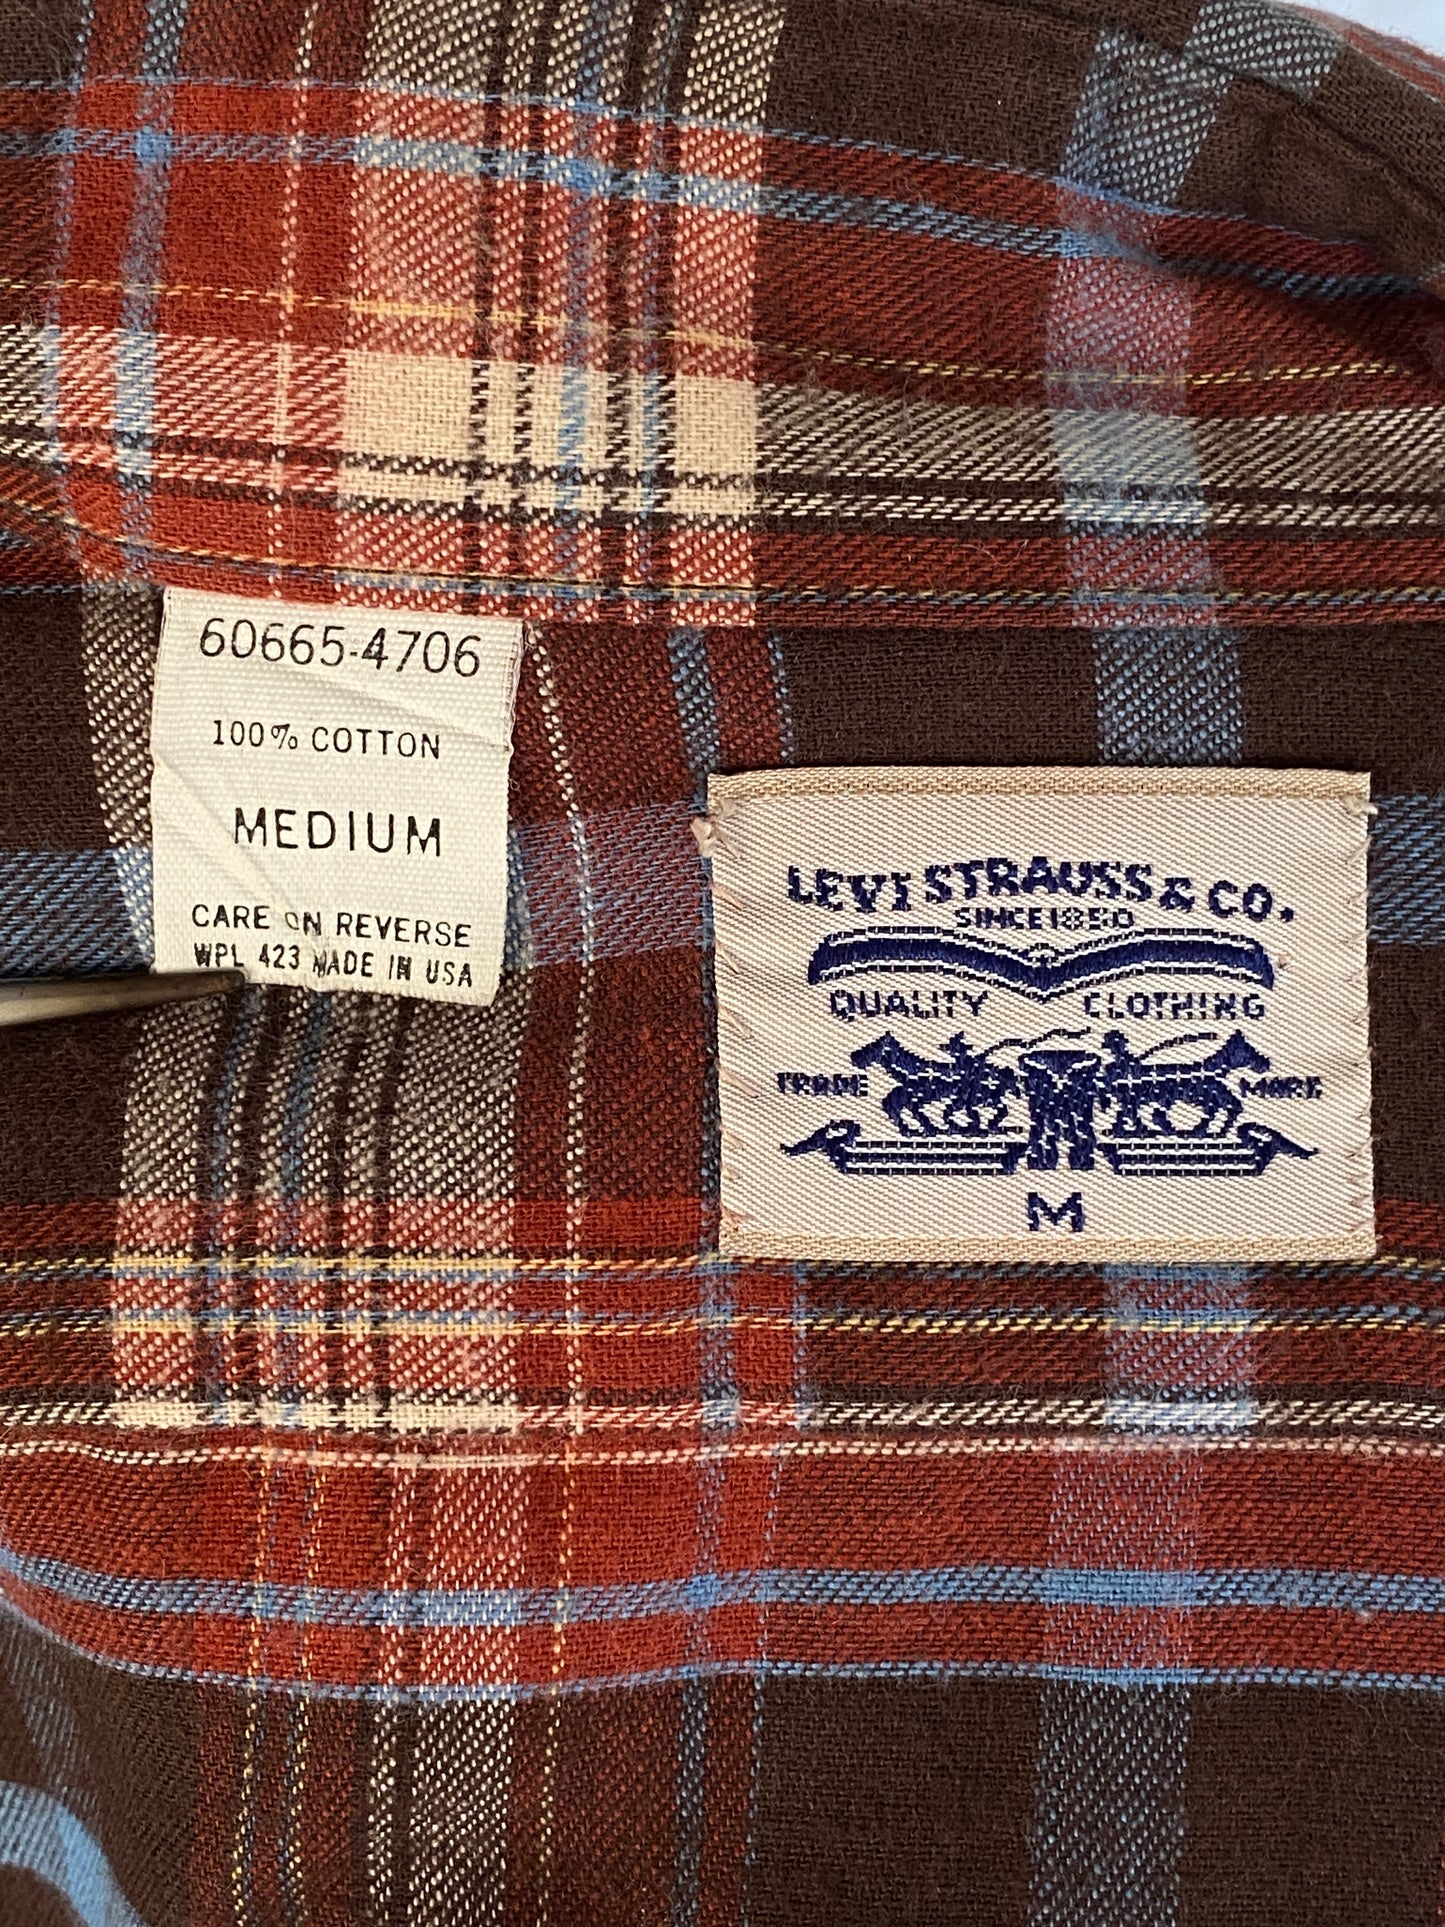 60665-4706
100% COTTON
MEDIUM
CARE ON REVERSE
WPL 423 MADE IN USA
LEVI STRAUSS & CO.
SINCE 1850
QUALITY CLOTHING
TRADE MARK
M